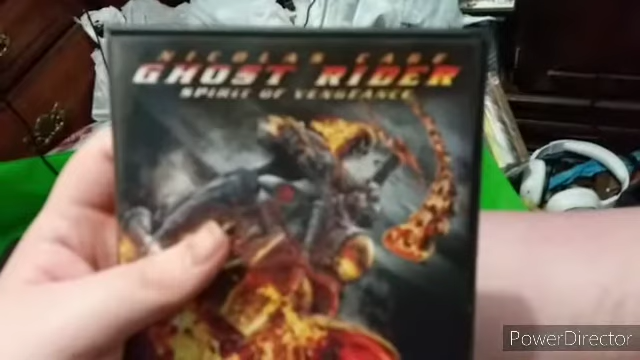 NICOLAS CAGE
GHOST RIDER
SPIRIT OF VENGEANCE
PowerDirector